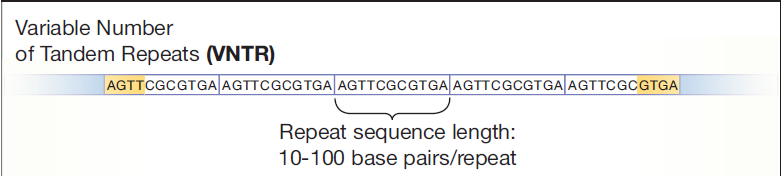 Variable Number
of Tandem Repeats (VNTR)
AGTTCGCGTGA AGTTCGCGTGA AGTTCGCGTGA AGTTCGCGTGA AGTTCGCGTGA
Repeat sequence length:
10-100 base pairs/repeat